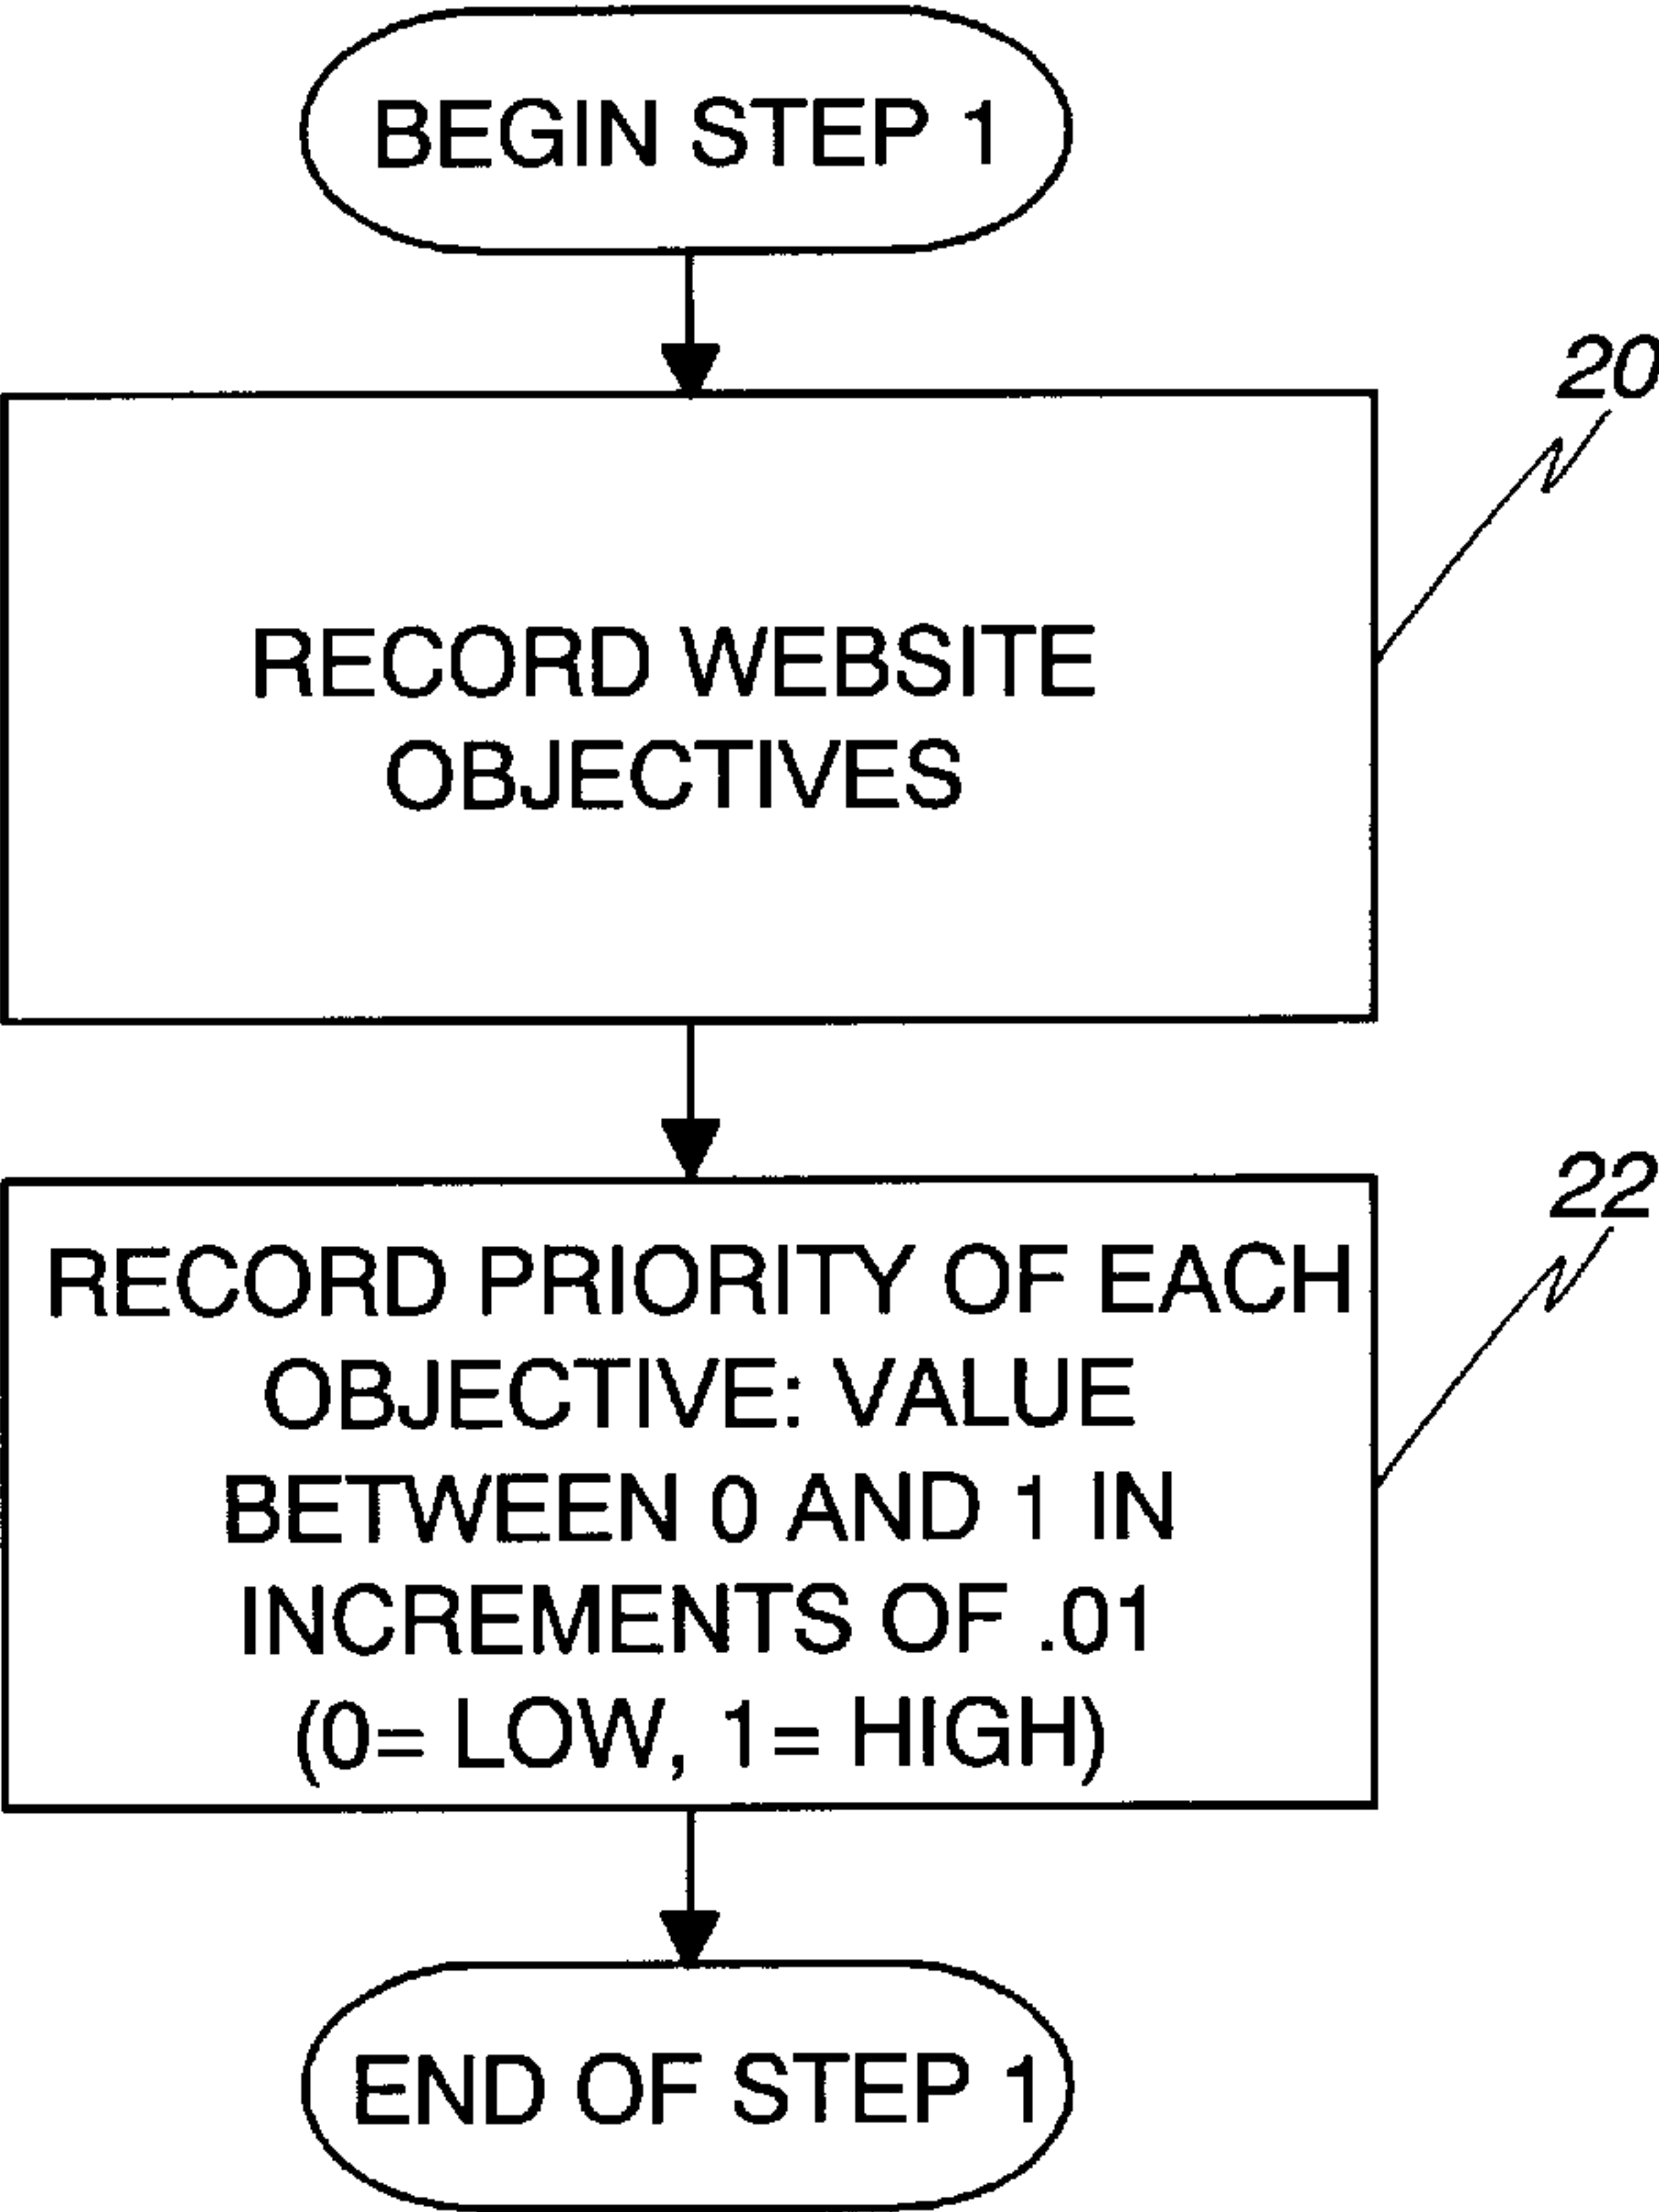 BEGIN STEP 1
20
RECORD WEBSITE
OBJECTIVES
22
RECORD PRIORITY OF EACH
OBJECTIVE: VALUE
BETWEEN 0 AND 1 IN
INCREMENTS OF .01
(0= LOW, 1= HIGH)
END OF STEP 1